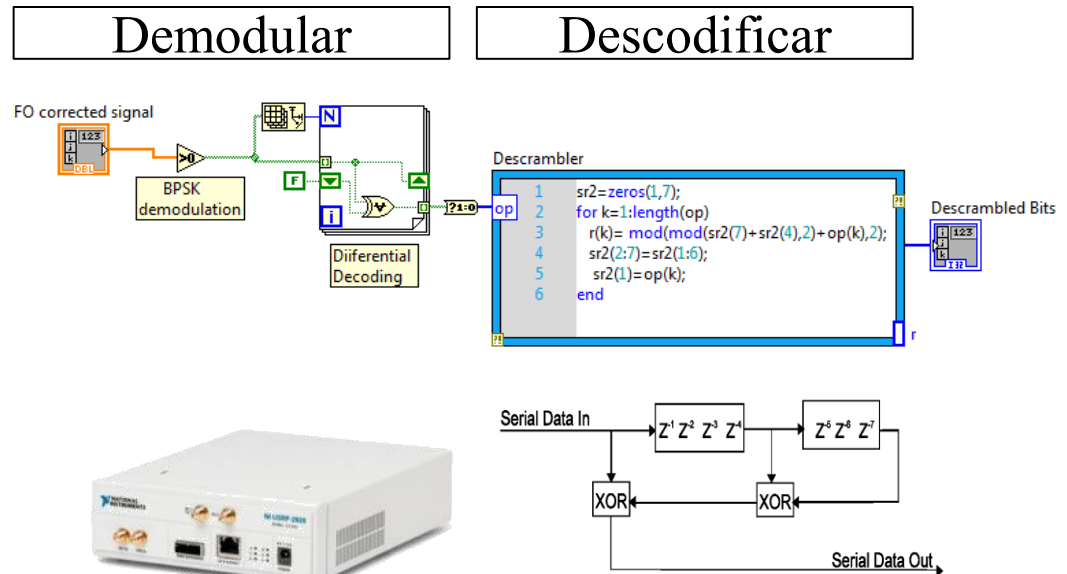 Demodular
Descodificar
FO corrected signal
i
j
k
123
DBL
>0
BPSK
demodulation
N
F
i
?1:0
Diiferential
Decoding
Descrambler
op
1 sr2=zeros(1,7);
2 for k=1:length(op)
3 r(k)= mod(mod(sr2(7)+sr2(4),2)+op(k),2);
4 sr2(2:7)=sr2(1:6);
5 sr2(1)=op(k);
6 end
r
Descrambled Bits
i
j
k
123
I32
NATIONAL
INSTRUMENTS
Serial Data In
Z⁻¹ Z⁻² Z⁻³ Z⁻⁴
Z⁻⁵ Z⁻⁶ Z⁻⁷
XOR
XOR
Serial Data Out